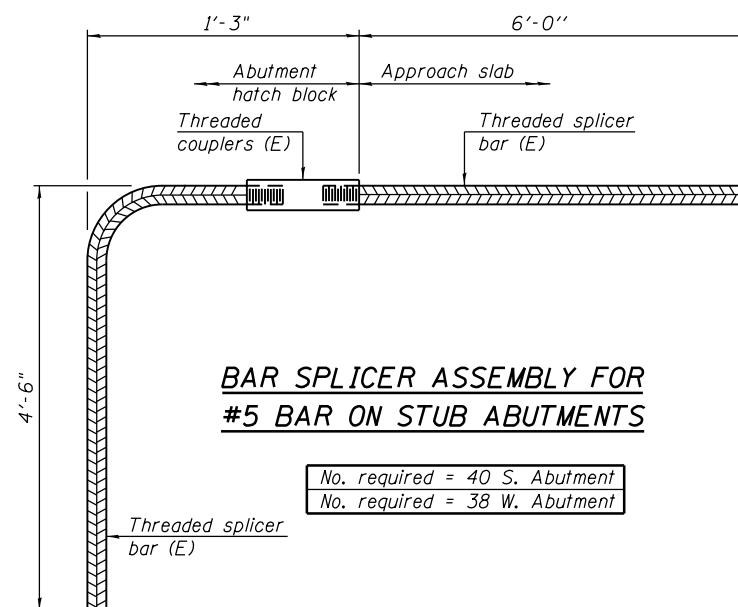 1'-3"
6'-0''
Abutment
hatch block
Approach slab
Threaded
couplers (E)
Threaded splicer
bar (E)
4'-6"
BAR SPLICER ASSEMBLY FOR
#5 BAR ON STUB ABUTMENTS
No. required = 40 S. Abutment
No. required = 38 W. Abutment
Threaded splicer
bar (E)